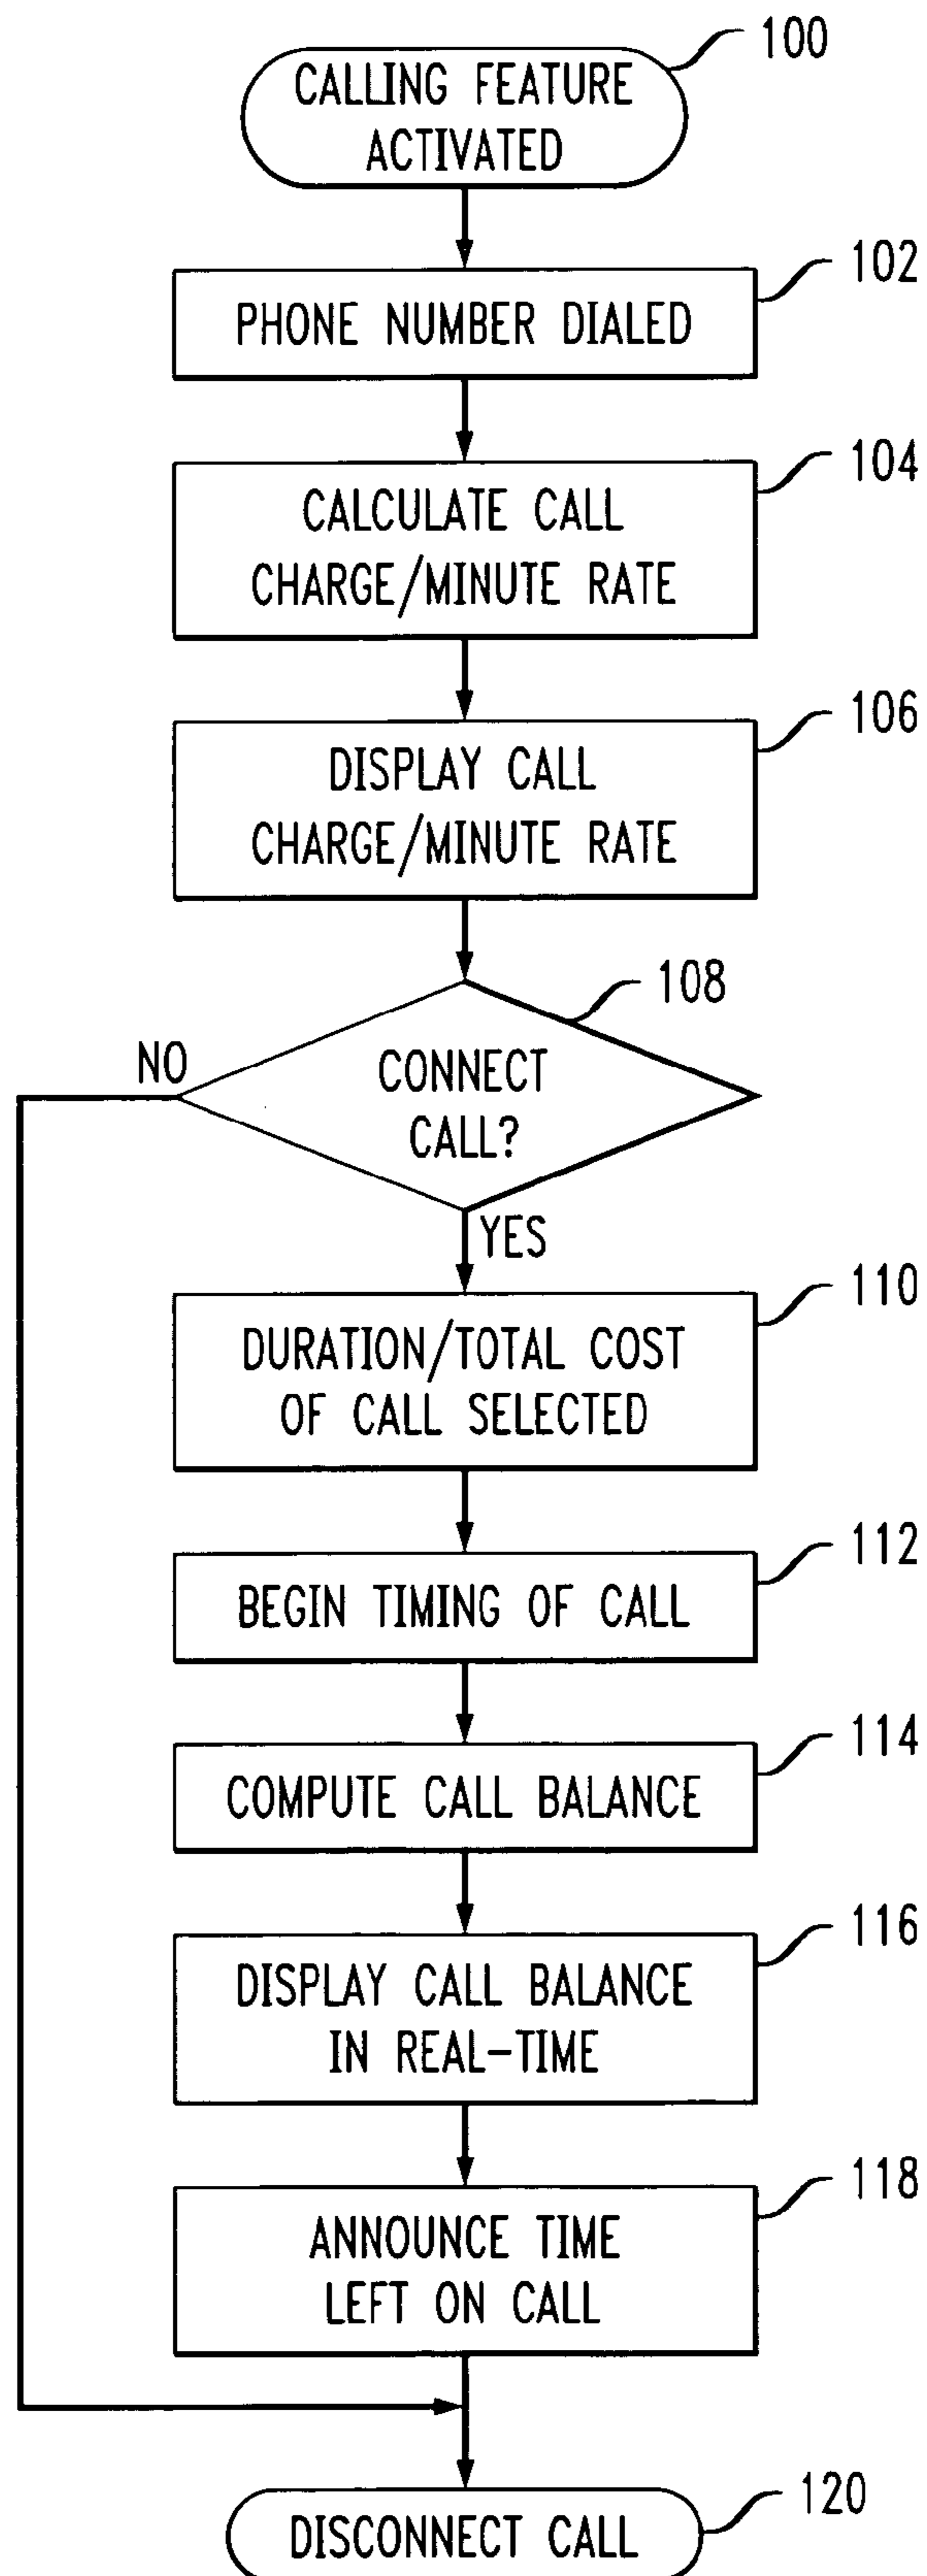 100
CALLING FEATURE
ACTIVATED
102
PHONE NUMBER DIALED
104
CALCULATE CALL
CHARGE/MINUTE RATE
106
DISPLAY CALL
CHARGE/MINUTE RATE
108
NO
CONNECT
CALL?
YES
110
DURATION/TOTAL COST
OF CALL SELECTED
112
BEGIN TIMING OF CALL
114
COMPUTE CALL BALANCE
116
DISPLAY CALL BALANCE
IN REAL-TIME
118
ANNOUNCE TIME
LEFT ON CALL
120
DISCONNECT CALL